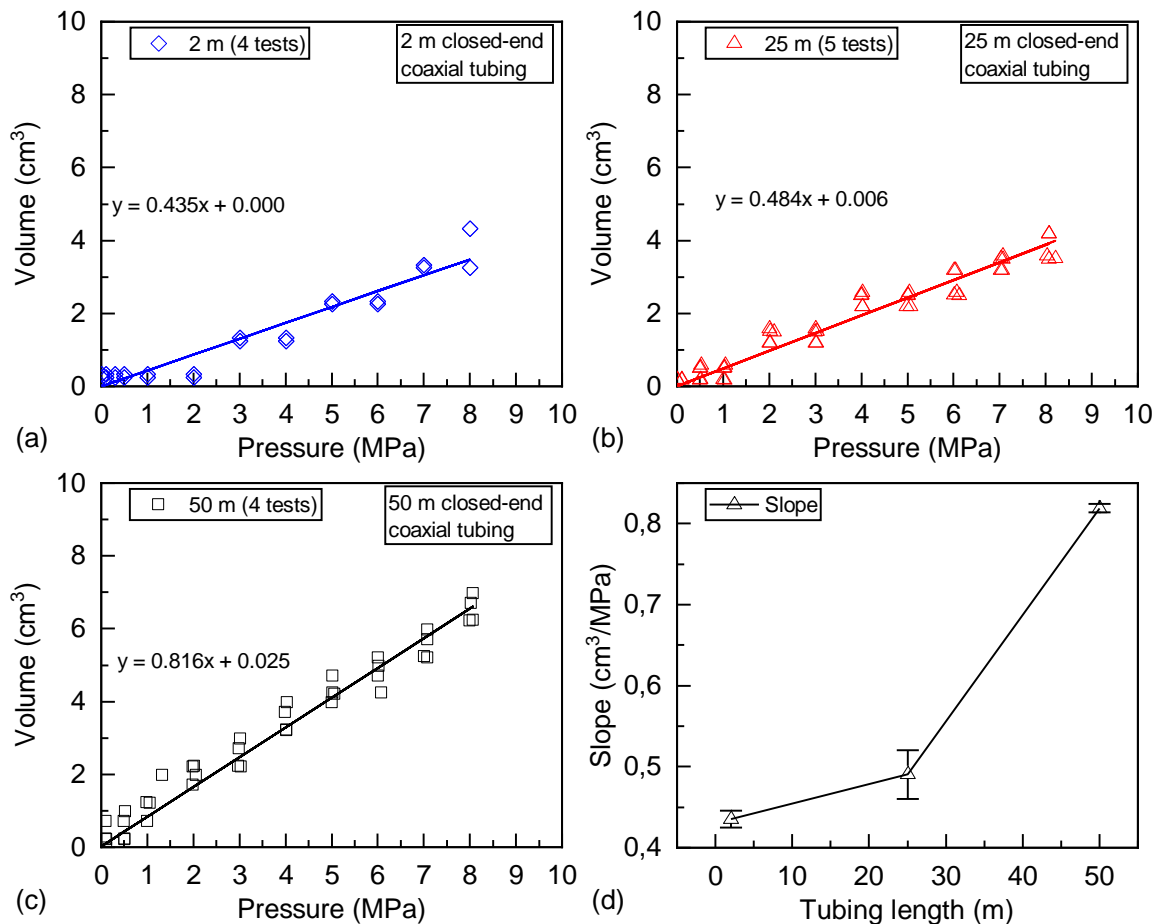 10
8
6
4
2
0
Volume (cm³)
2 m (4 tests)
2 m closed-end
coaxial tubing
y = 0.435x + 0.000
0 1 2 3 4 5 6 7 8 9 10
(a)
Pressure (MPa)
10
8
6
4
2
0
Volume (cm³)
25 m (5 tests)
25 m closed-end
coaxial tubing
y = 0.484x + 0.006
0 1 2 3 4 5 6 7 8 9 10
(b)
Pressure (MPa)
10
8
6
4
2
0
Volume (cm³)
50 m (4 tests)
50 m closed-end
coaxial tubing
y = 0.816x + 0.025
0 1 2 3 4 5 6 7 8 9 10
(c)
Pressure (MPa)
0,8
0,7
0,6
0,5
0,4
Slope (cm³/MPa)
Slope
0 10 20 30 40 50
(d)
Tubing length (m)